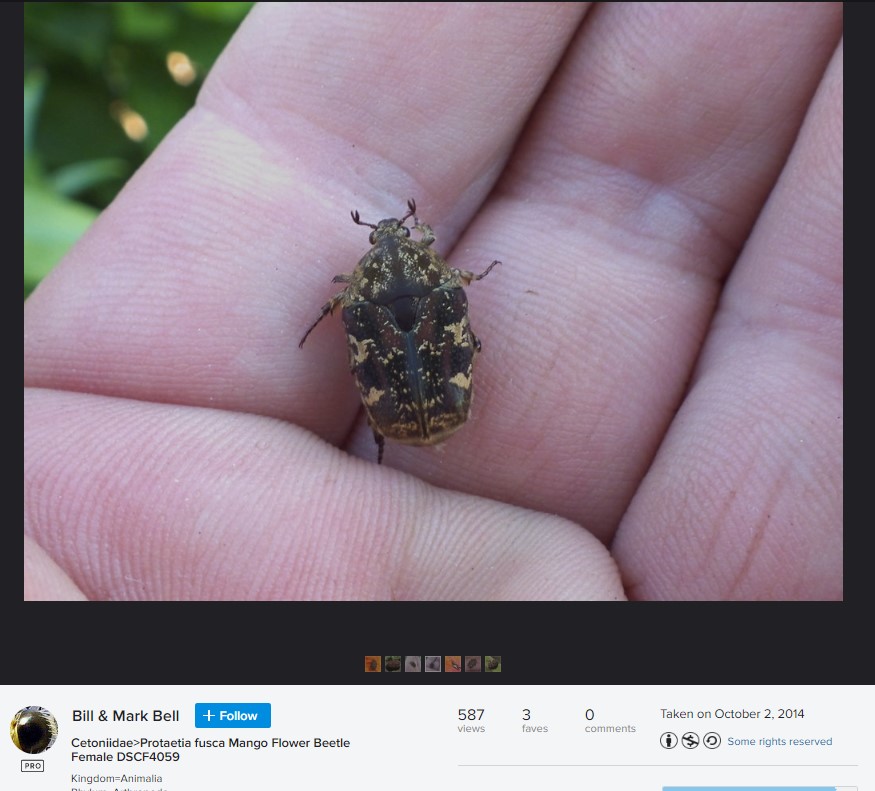 Bill & Mark Bell
+ Follow
PRO
Cetoniidae>Protaetia fusca Mango Flower Beetle
Female DSCF4059
Kingdom=Animalia
587
views
3
faves
0
comments
Taken on October 2, 2014
Some rights reserved